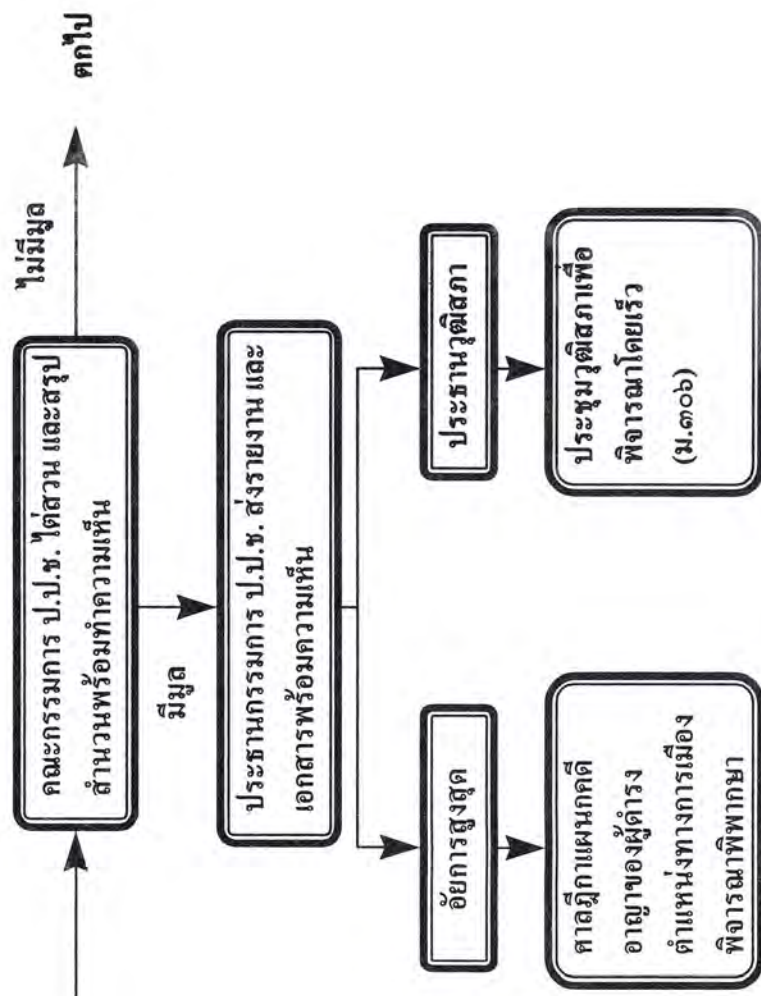 คณะกรรมการ ป.ป.ช. ไต่สวน และสรุป
สำนวนพร้อมทำความเห็น
ไม่มีมูล
ตกไป
มีมูล
ประธานกรรมการ ป.ป.ช. ส่งรายงาน และ
เอกสารพร้อมความเห็น
อัยการสูงสุด
ศาลฎีกาแผนกคดี
อาญาของผู้ดำรง
ตำแหน่งทางการเมือง
พิจารณาพิพากษา
ประธานวุฒิสภา
ประชุมวุฒิสภาเพื่อ
พิจารณาโดยเร็ว
(ม.๓๐๖)